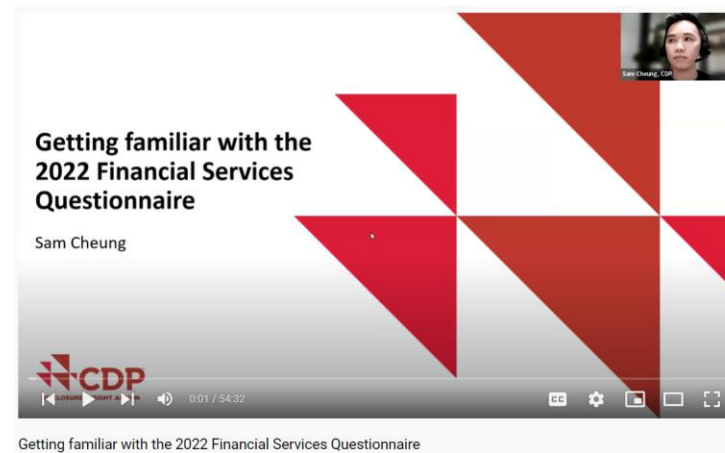 Sam Cheung, CDP
Getting familiar with the
2022 Financial Services
Questionnaire
Sam Cheung
CDP
0:01 / 54:32
CC
Getting familiar with the 2022 Financial Services Questionnaire